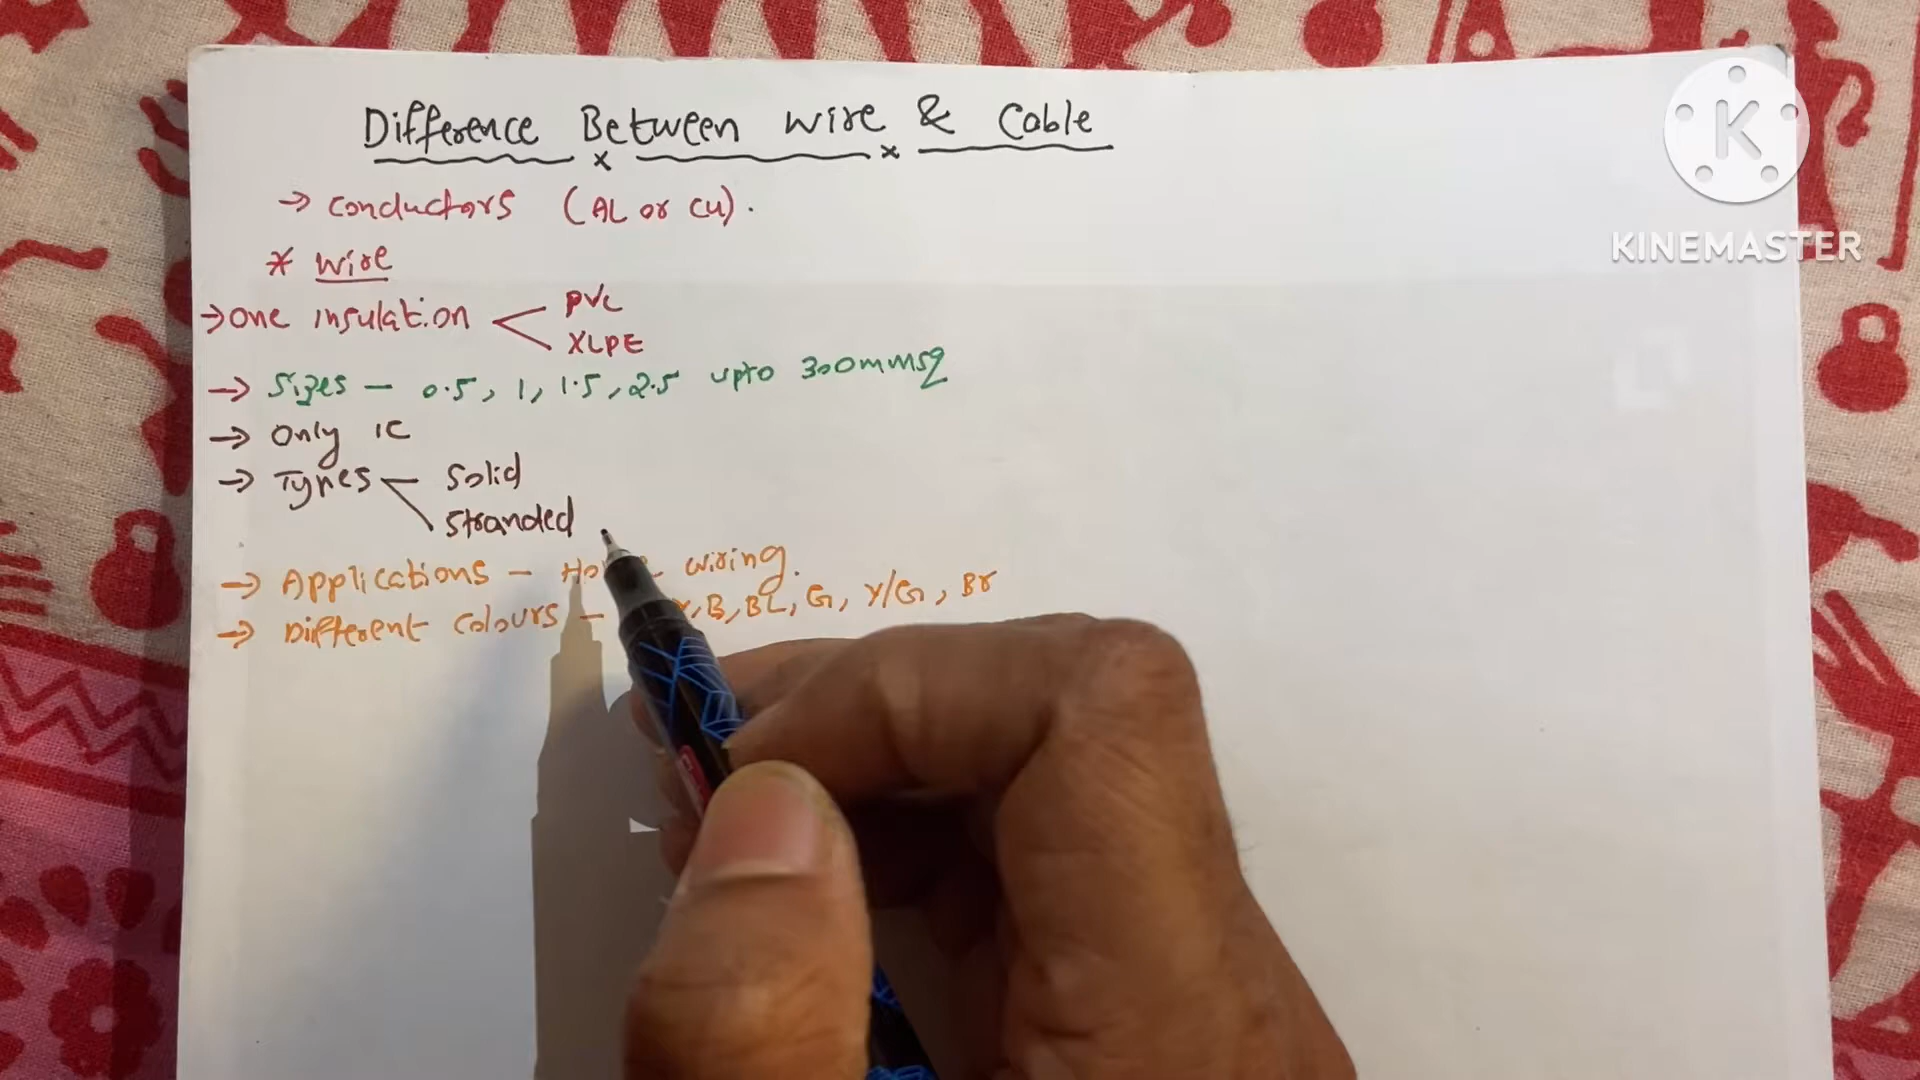 Difference Between wire & Cable
→ conductors (AL or CU).
* wire
→ one insulation PVC
XLPE
→ Sizes - 0.5, 1, 1.5, 2.5 upto 300mmsq
→ Only 1C
→ Types Solid
Stranded
→ Applications - wiring.
→ Different colours - B, BL, G, Y/G, Br
K
KINEMASTER